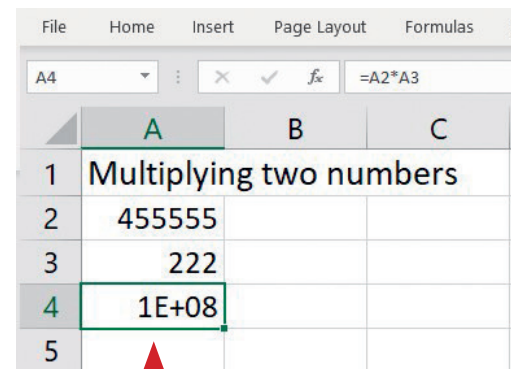 File Home Insert Page Layout Formulas
A4 fx =A2*A3
A B C
1 Multiplying two numbers
2 455555
3 222
4 1E+08
5